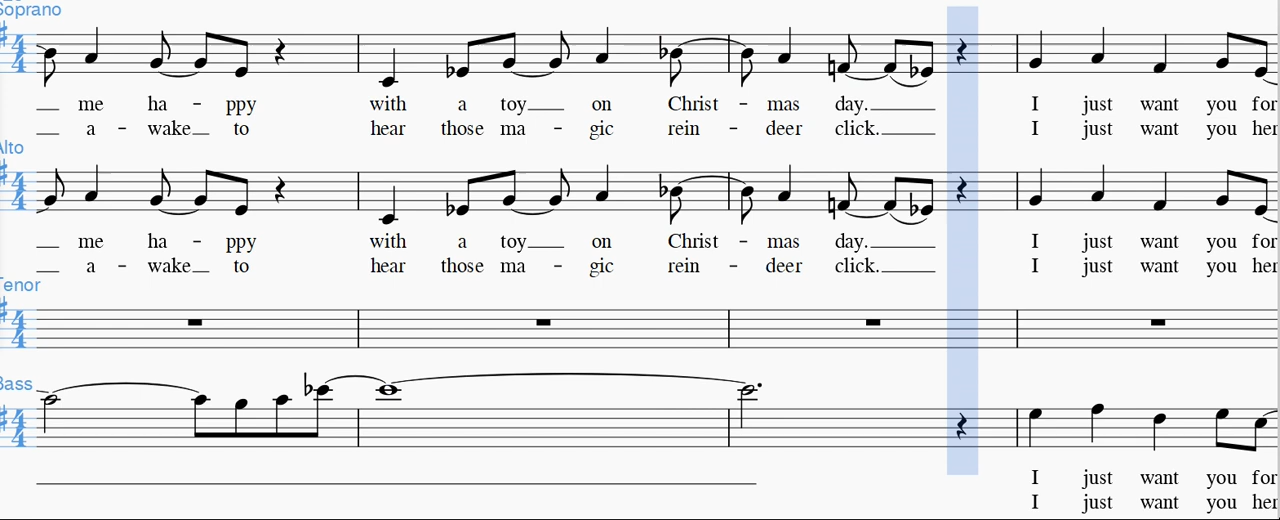 Soprano
me ha - ppy with a toy on Christ - mas day. I just want you for
a - wake to hear those ma - gic rein - deer click. I just want you her
Alto
me ha - ppy with a toy on Christ - mas day. I just want you for
a - wake to hear those ma - gic rein - deer click. I just want you her
Tenor
Bass
I just want you for
I just want you her